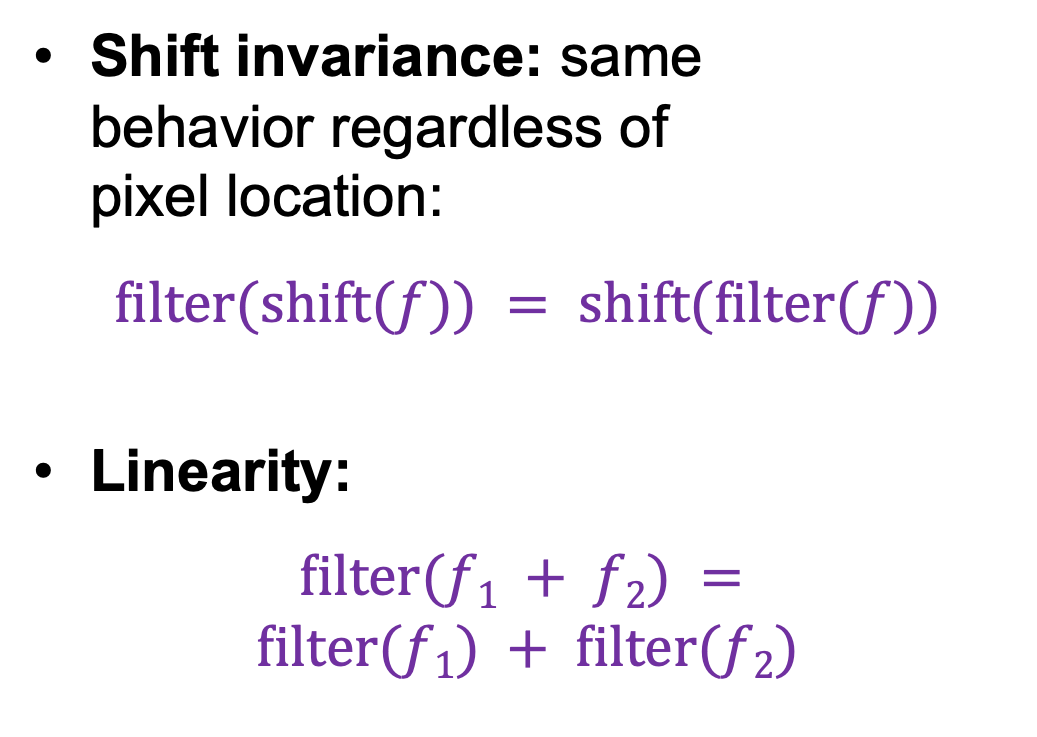 • Shift invariance: same
behavior regardless of
pixel location:
filter(shift(f)) = shift(filter(f))
• Linearity:
filter(f₁ + f₂) =
filter(f₁) + filter(f₂)